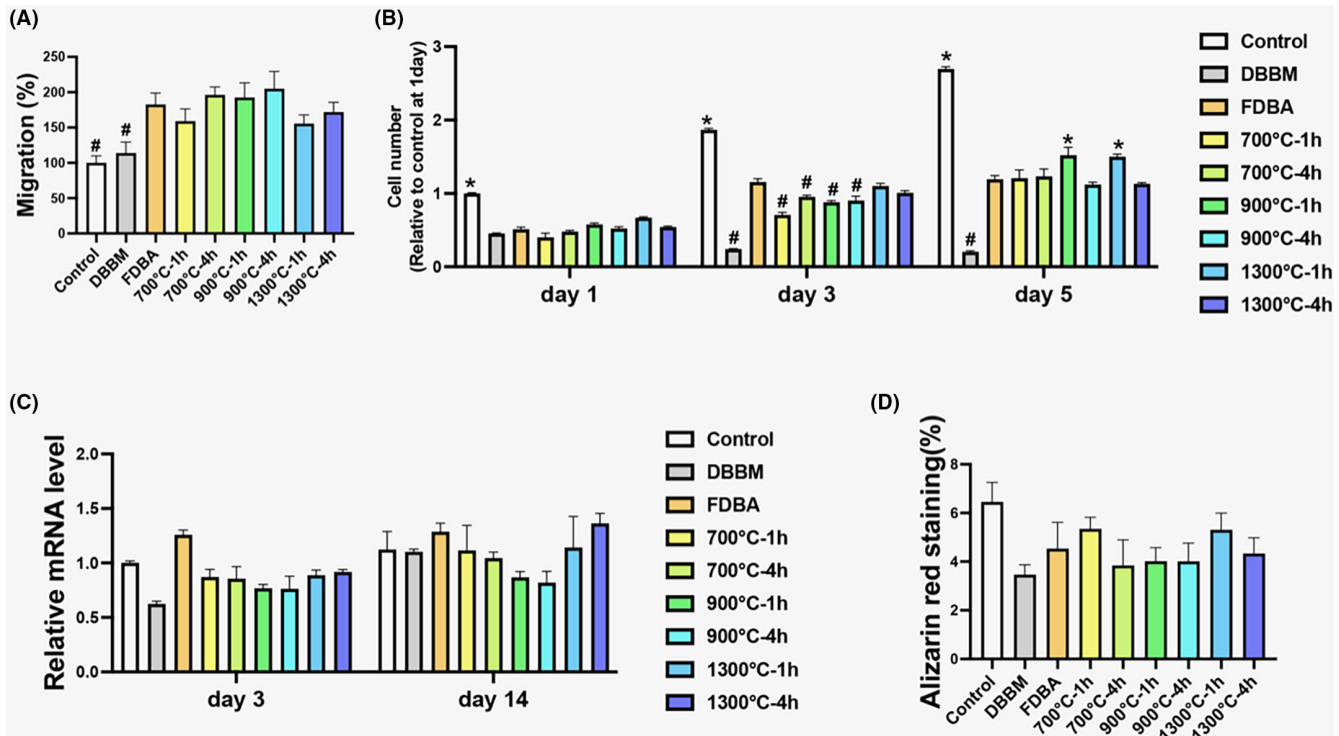 (A)
Migration (%)
250
200
150
100
50
0
#
#
Control
DBBM
FDBA
700°C-1h
700°C-4h
900°C-1h
900°C-4h
1300°C-1h
1300°C-4h
(B)
Cell number
(Relative to control at 1day)
3
2
1
0
*
*
#
#
#
#
#
*
#
*
*
day 1
day 3
day 5
Control
DBBM
FDBA
700°C-1h
700°C-4h
900°C-1h
900°C-4h
1300°C-1h
1300°C-4h
(C)
Relative mRNA level
2.0
1.5
1.0
0.5
0.0
day 3
day 14
Control
DBBM
FDBA
700°C-1h
700°C-4h
900°C-1h
900°C-4h
1300°C-1h
1300°C-4h
(D)
Alizarin red staining(%)
8
6
4
2
0
Control
DBBM
FDBA
700°C-1h
700°C-4h
900°C-1h
900°C-4h
1300°C-1h
1300°C-4h